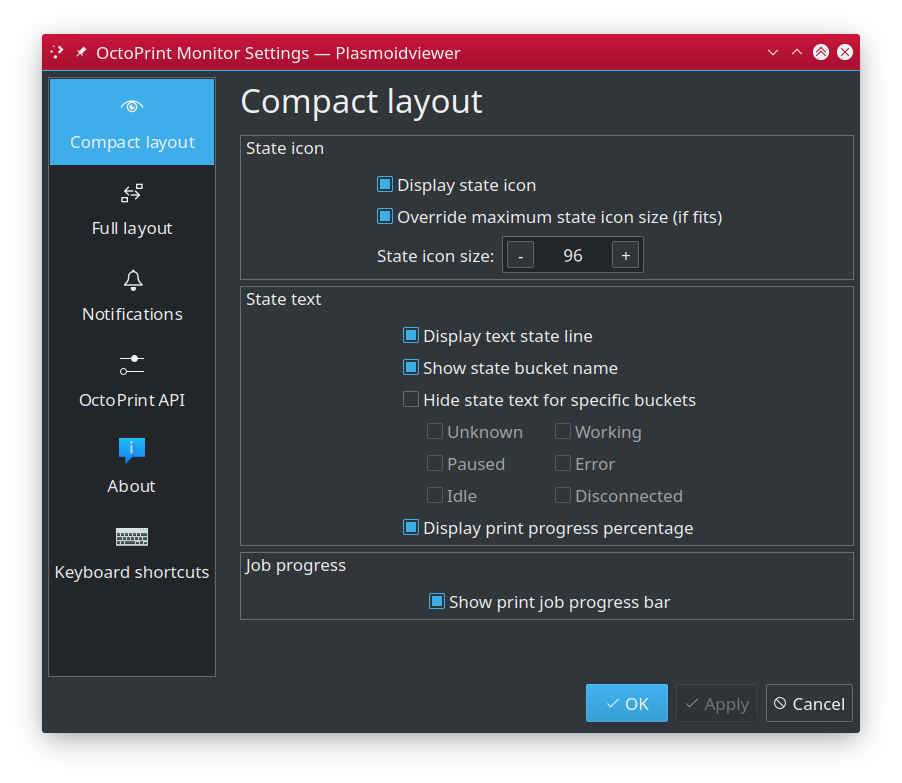 OctoPrint Monitor Settings — Plasmoidviewer
Compact layout
Full layout
Notifications
OctoPrint API
About
Keyboard shortcuts
Compact layout
State icon
Display state icon
Override maximum state icon size (if fits)
State icon size: - 96 +
State text
Display text state line
Show state bucket name
Hide state text for specific buckets
Unknown Working
Paused Error
Idle Disconnected
Display print progress percentage
Job progress
Show print job progress bar
OK Apply Cancel